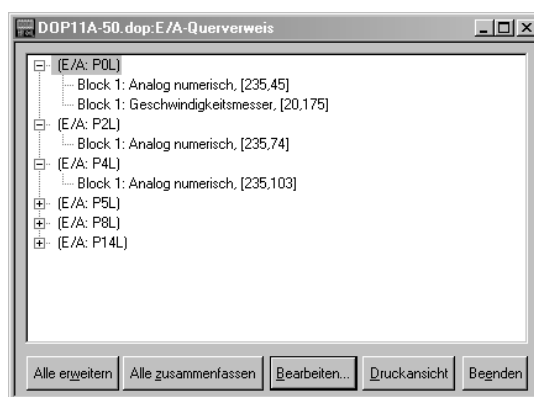 DOP11A-50.dop:E/A-Querverweis
(E/A: P0L)
Block 1: Analog numerisch, [235,45]
Block 1: Geschwindigkeitsmesser, [20,175]
(E/A: P2L)
Block 1: Analog numerisch, [235,74]
(E/A: P4L)
Block 1: Analog numerisch, [235,103]
(E/A: P5L)
(E/A: P8L)
(E/A: P14L)
Alle erweitern Alle zusammenfassen Bearbeiten... Druckansicht Beenden